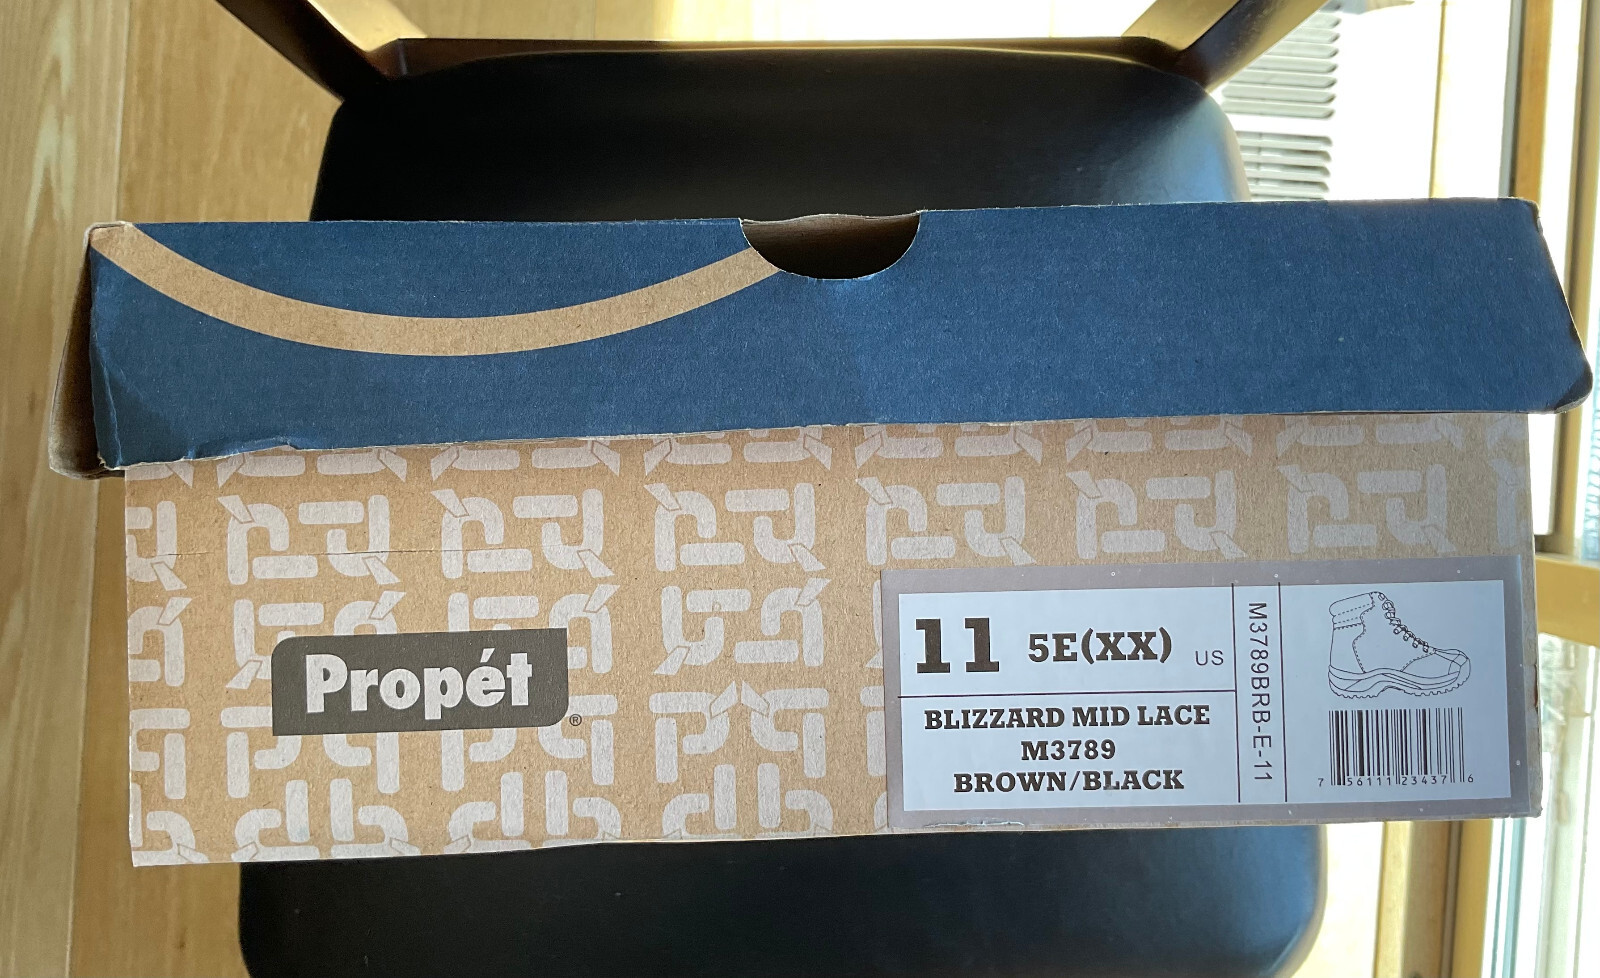 Propét®
11 5E(XX) US
BLIZZARD MID LACE
M3789
BROWN/BLACK
M3789BRB-E-11
7 56111 23437 6